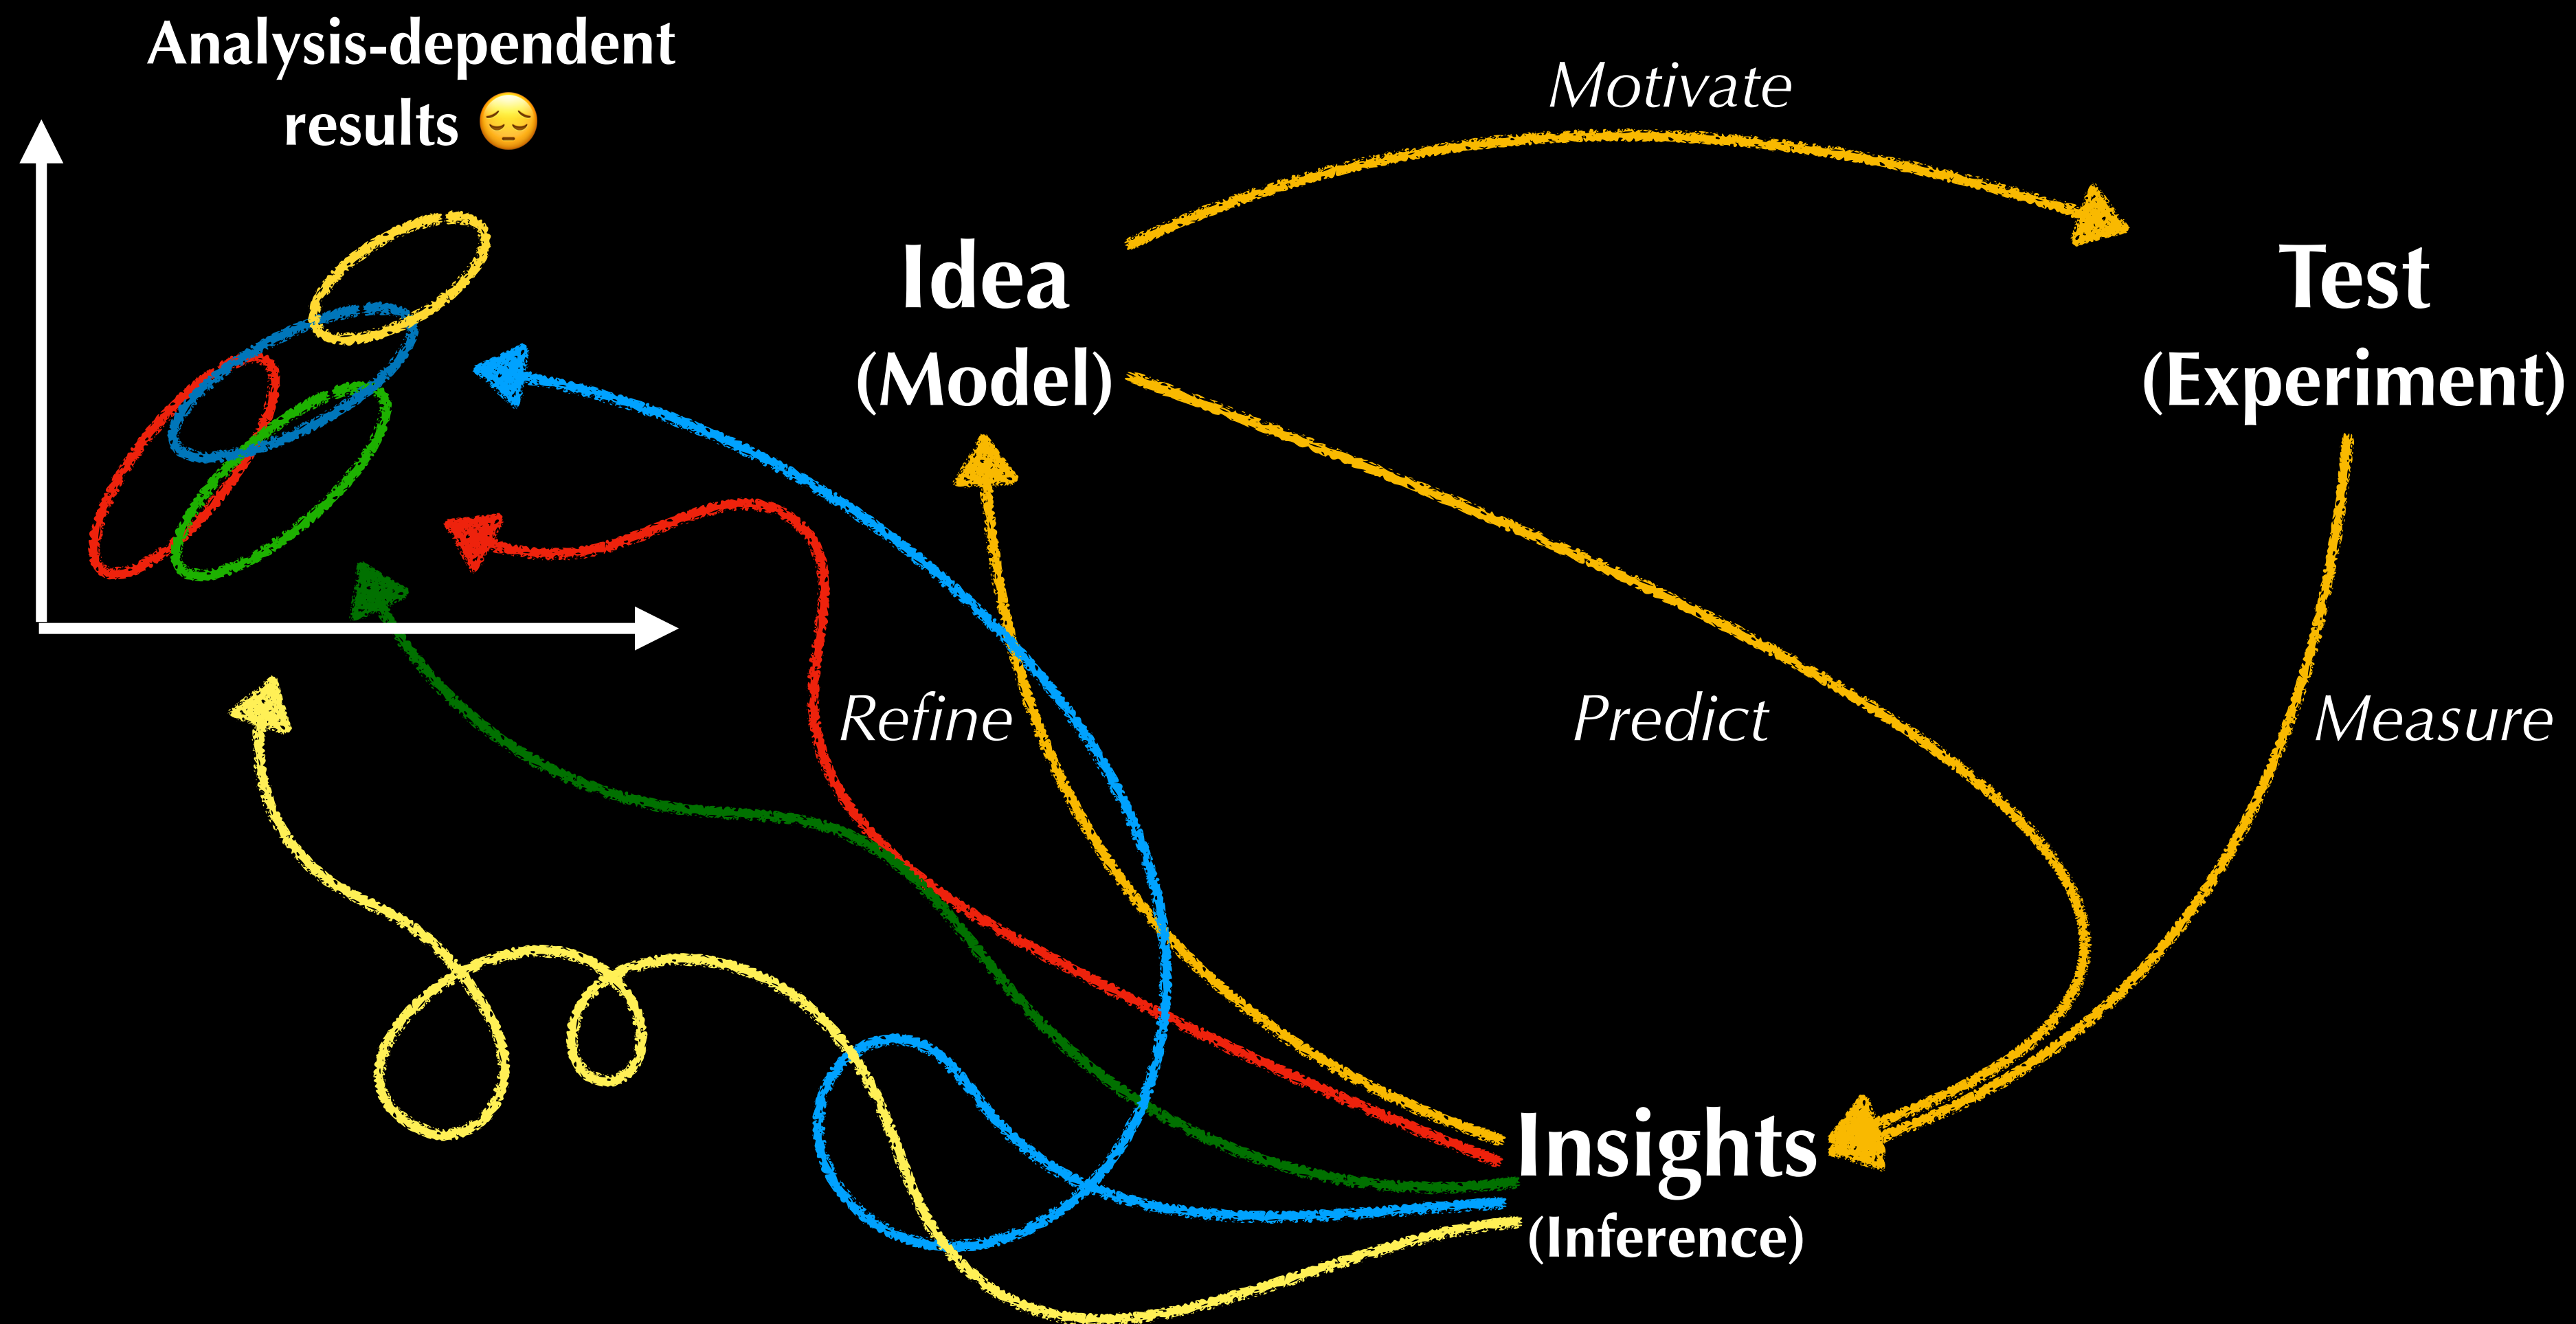 Analysis-dependent
results 😔
Motivate
Idea
(Model)
Test
(Experiment)
Refine
Predict
Measure
Insights
(Inference)